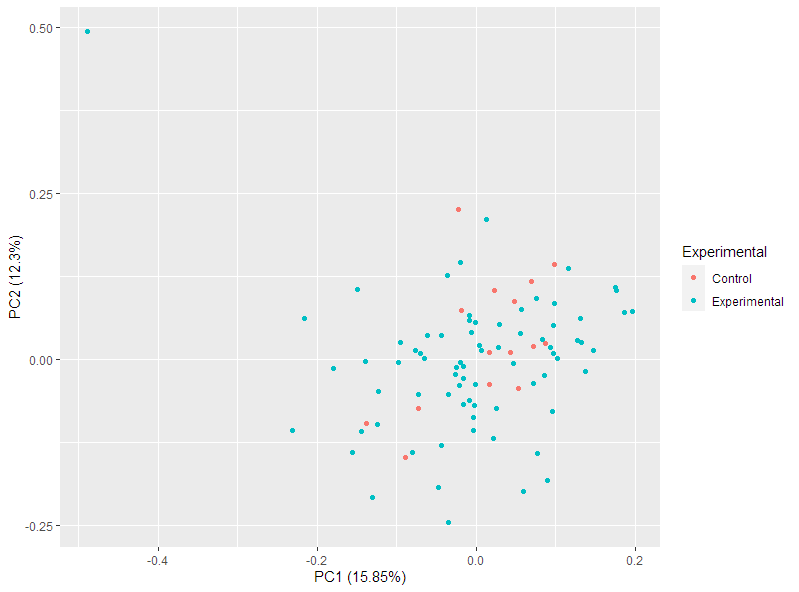 0.50
0.25
0.00
-0.25
PC2 (12.3%)
-0.4
-0.2
0.0
0.2
PC1 (15.85%)
Experimental
Control
Experimental